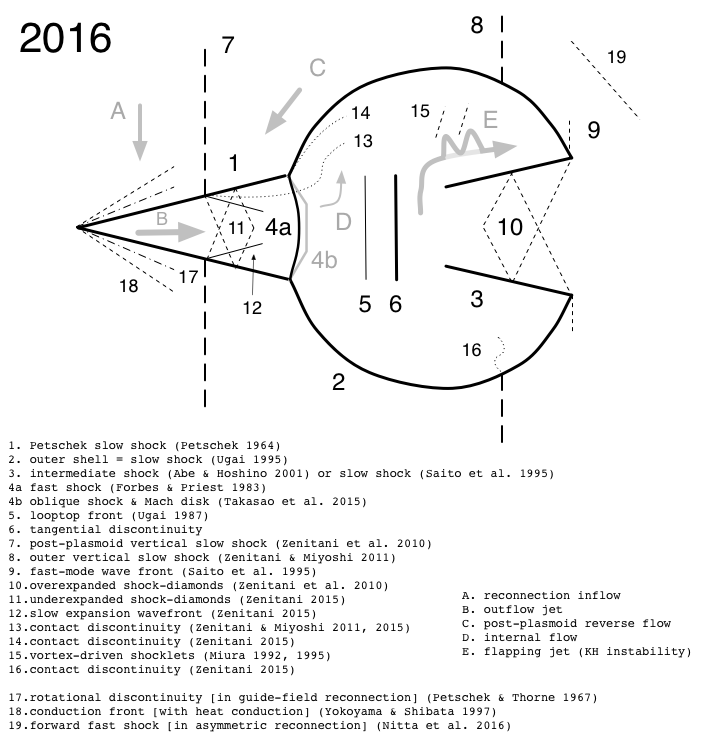 2016
7
8
19
A
C
14
15
E
9
13
1
B
11
4a
D
10
4b
17
18
12
5
6
3
16
2
1. Petschek slow shock (Petschek 1964)
2. outer shell = slow shock (Ugai 1995)
3. intermediate shock (Abe & Hoshino 2001) or slow shock (Saito et al. 1995)
4a fast shock (Forbes & Priest 1983)
4b oblique shock & Mach disk (Takasao et al. 2015)
5. looptop front (Ugai 1987)
6. tangential discontinuity
7. post-plasmoid vertical slow shock (Zenitani et al. 2010)
8. outer vertical slow shock (Zenitani & Miyoshi 2011)
9. fast-mode wave front (Saito et al. 1995)
10.overexpanded shock-diamonds (Zenitani et al. 2010)
11.underexpanded shock-diamonds (Zenitani 2015)
12.slow expansion wavefront (Zenitani 2015)
13.contact discontinuity (Zenitani & Miyoshi 2011, 2015)
14.contact discontinuity (Zenitani 2015)
15.vortex-driven shocklets (Miura 1992, 1995)
16.contact discontinuity (Zenitani 2015)
A. reconnection inflow
B. outflow jet
C. post-plasmoid reverse flow
D. internal flow
E. flapping jet (KH instability)
17.rotational discontinuity [in guide-field reconnection] (Petschek & Thorne 1967)
18.conduction front [with heat conduction] (Yokoyama & Shibata 1997)
19.forward fast shock [in asymmetric reconnection] (Nitta et al. 2016)